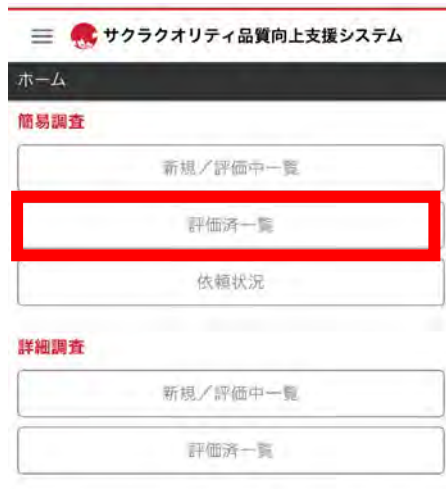 サクラクオリティ品質向上支援システム
ホーム
簡易調査
新規／評価中一覧
評価済一覧
依頼状況
詳細調査
新規／評価中一覧
評価済一覧